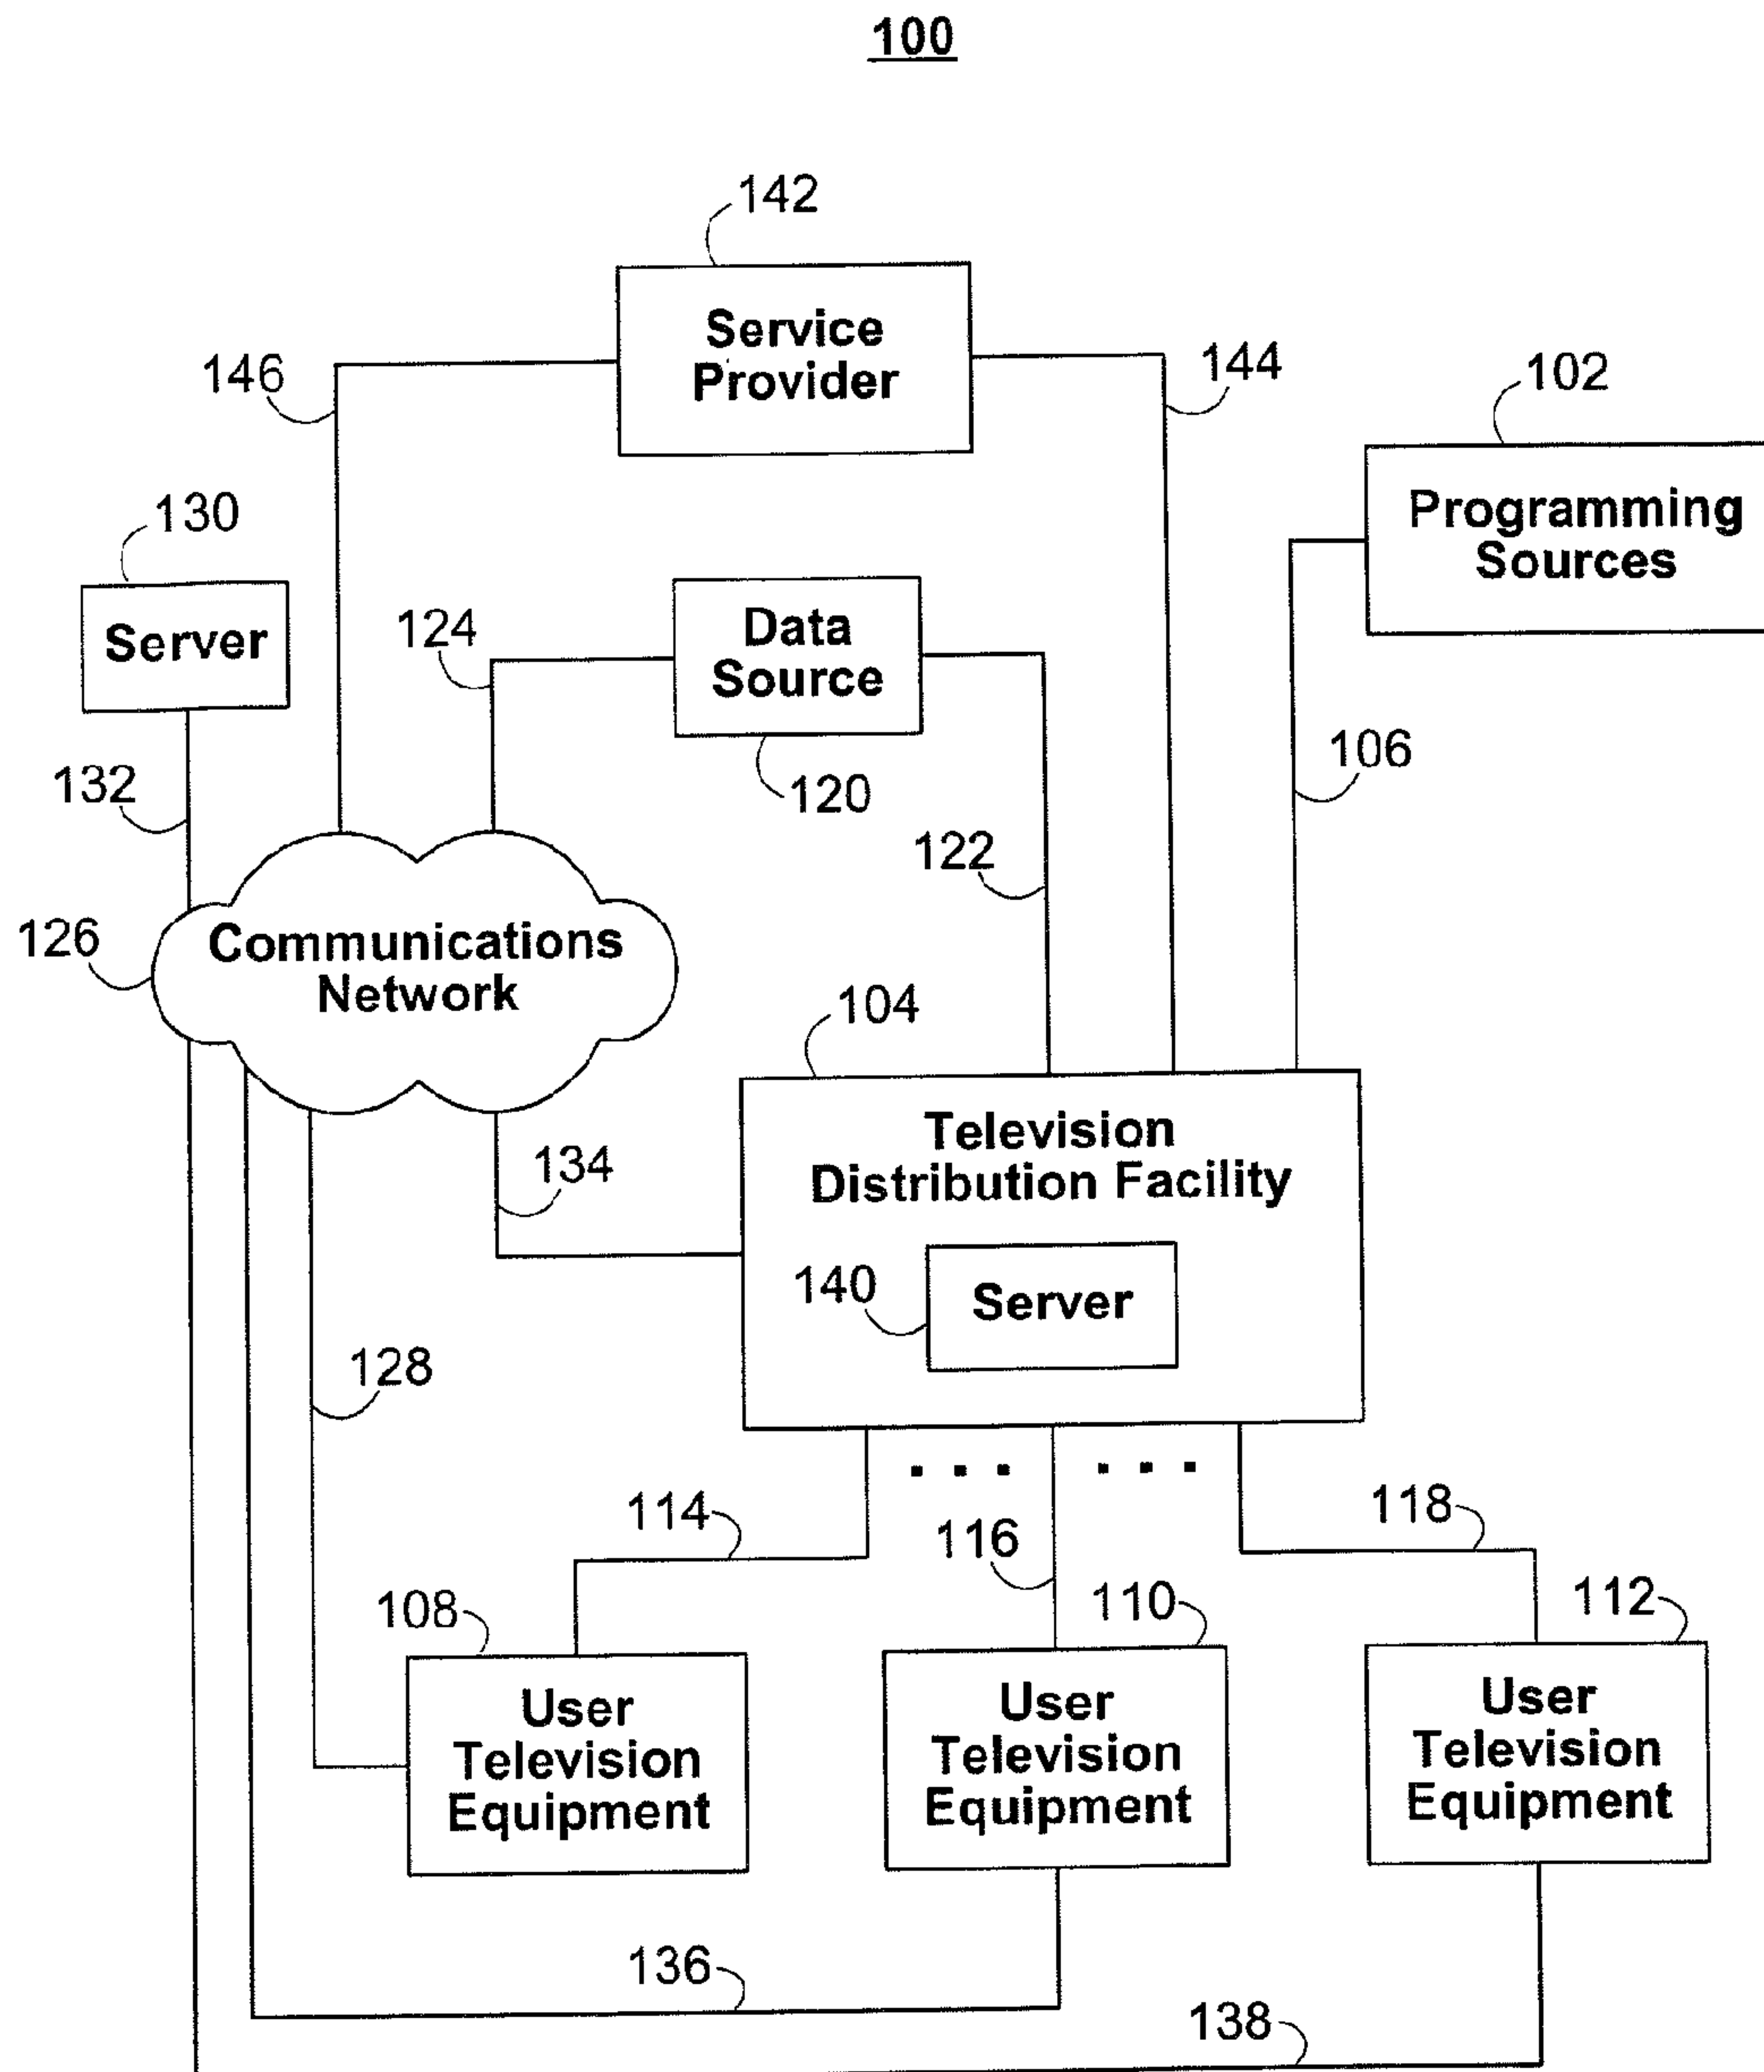 100
142
Service
Provider
146
144
102
Programming
Sources
130
Server
124
Data
Source
120
132
106
122
126
Communications
Network
104
Television
Distribution Facility
134
140
Server
128
114
116
118
108
110
112
User
Television
Equipment
User
Television
Equipment
User
Television
Equipment
136
138